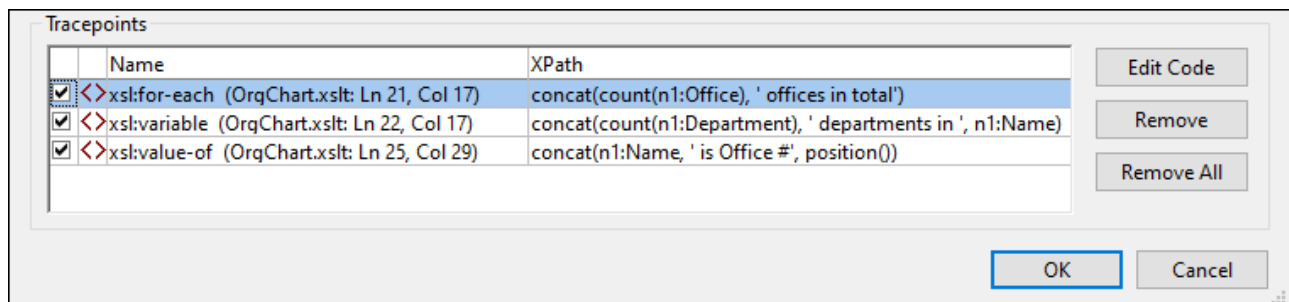 Tracepoints
Name XPath
xsl:for-each (OrgChart.xslt: Ln 21, Col 17) concat(count(n1:Office), ' offices in total')
xsl:variable (OrgChart.xslt: Ln 22, Col 17) concat(count(n1:Department), ' departments in ', n1:Name)
xsl:value-of (OrgChart.xslt: Ln 25, Col 29) concat(n1:Name, ' is Office #', position())
Edit Code
Remove
Remove All
OK Cancel